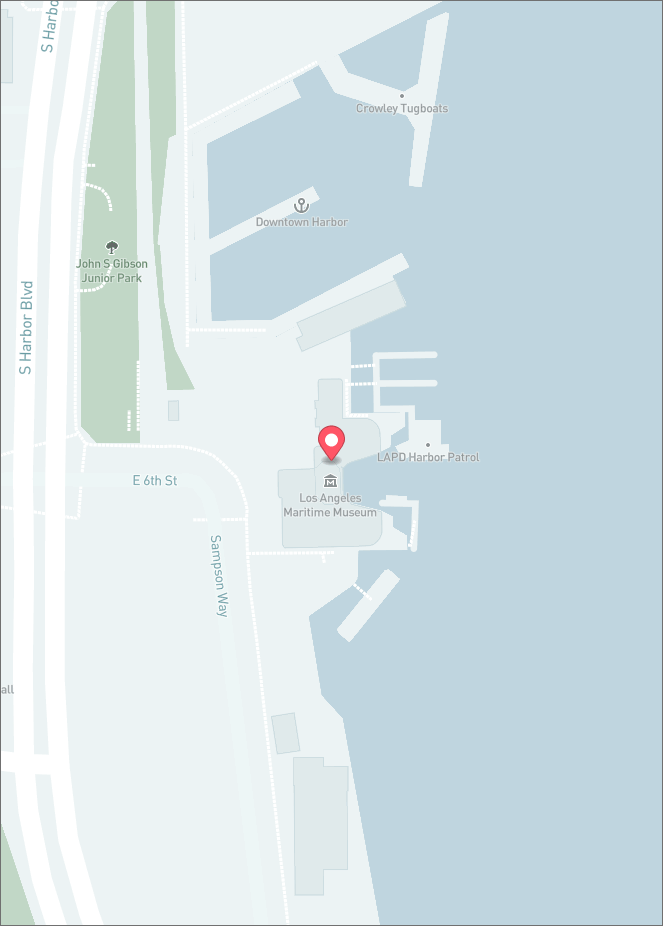 S Harbo
Crowley Tugboats
Downtown Harbor
John S Gibson
Junior Park
S Harbor Blvd
LAPD Harbor Patrol
E 6th St
Los Angeles
Maritime Museum
Sampson Way
all